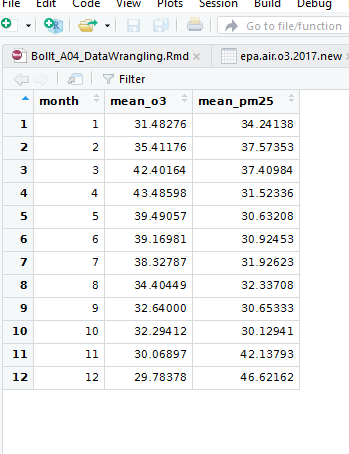 File Edit Code View Plots Session Build Debug
Go to file/function
Bollt_A04_DataWrangling.Rmd × epa.air.o3.2017.new ×
Filter
month mean_o3 mean_pm25
1 1 31.48276 34.24138
2 2 35.41176 37.57353
3 3 42.40164 37.40984
4 4 43.48598 31.52336
5 5 39.49057 30.63208
6 6 39.16981 30.92453
7 7 38.32787 31.92623
8 8 34.40449 32.33708
9 9 32.64000 30.65333
10 10 32.29412 30.12941
11 11 30.06897 42.13793
12 12 29.78378 46.62162